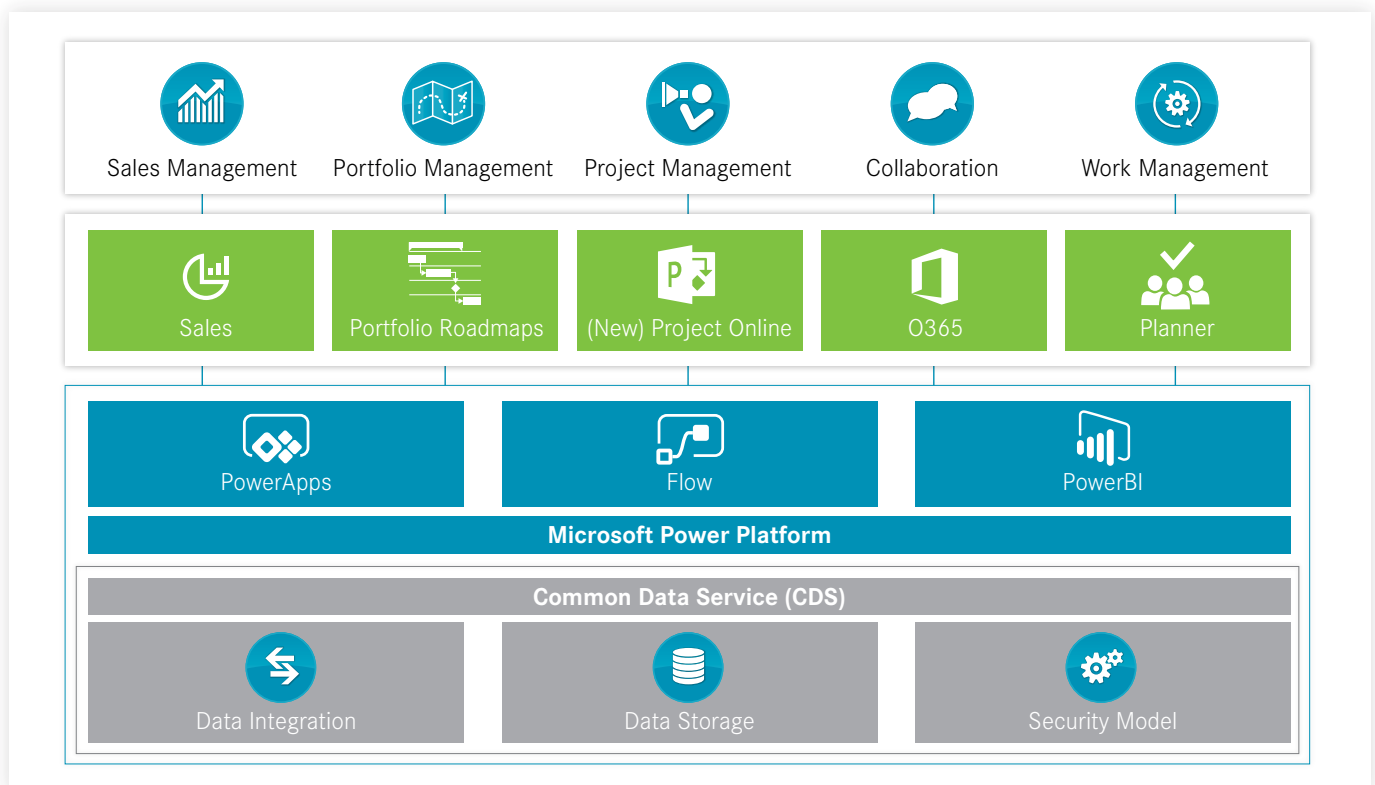 Sales Management
Portfolio Management
Project Management
Collaboration
Work Management
Sales
Portfolio Roadmaps
P
(New) Project Online
O365
Planner
PowerApps
Flow
PowerBI
Microsoft Power Platform
Common Data Service (CDS)
Data Integration
Data Storage
Security Model